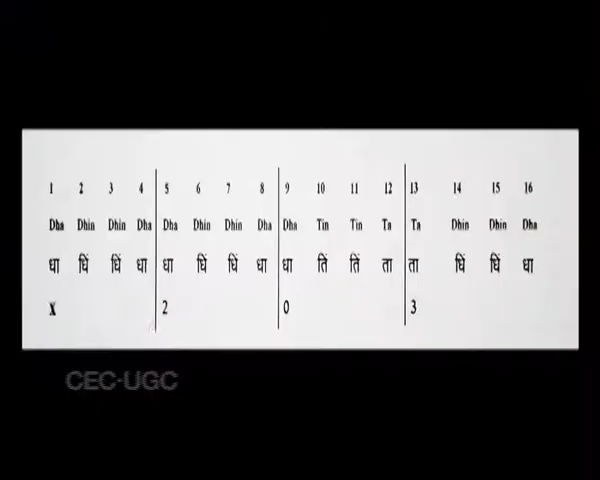 1 2 3 4 5 6 7 8 9 10 11 12 13 14 15 16
Dha Dhin Dhin Dha Dha Dhin Dhin Dha Dha Tin Tin Ta Ta Dhin Dhin Dha
धा धिं धिं धा धा धिं धिं धा धा तिं तिं ता ता धिं धिं धा
X 2 0 3
CEC-UGC